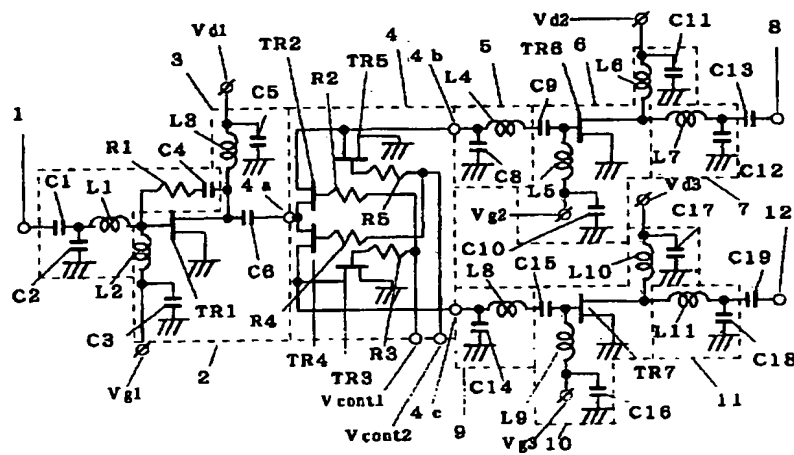 Vd2 C11
Vd1 TR2 4 4 b 5 TR6 6 8
3 TR5 L4 C9 L6 C13
C5 R2
1 R1 C4 L3
4 a L7
C1 L1 C8 L5 C12
R5 Vd3
Vg2 C17 7 12
L2 C6 C10
C2 L8 C15 L10 C19
TR1 R4
C3 L11
TR4 R3 C14 TR7 C18
TR3 L9
Vg1 2 Vcont1 4 c 9 C16 11
Vcont2 Vg3 10